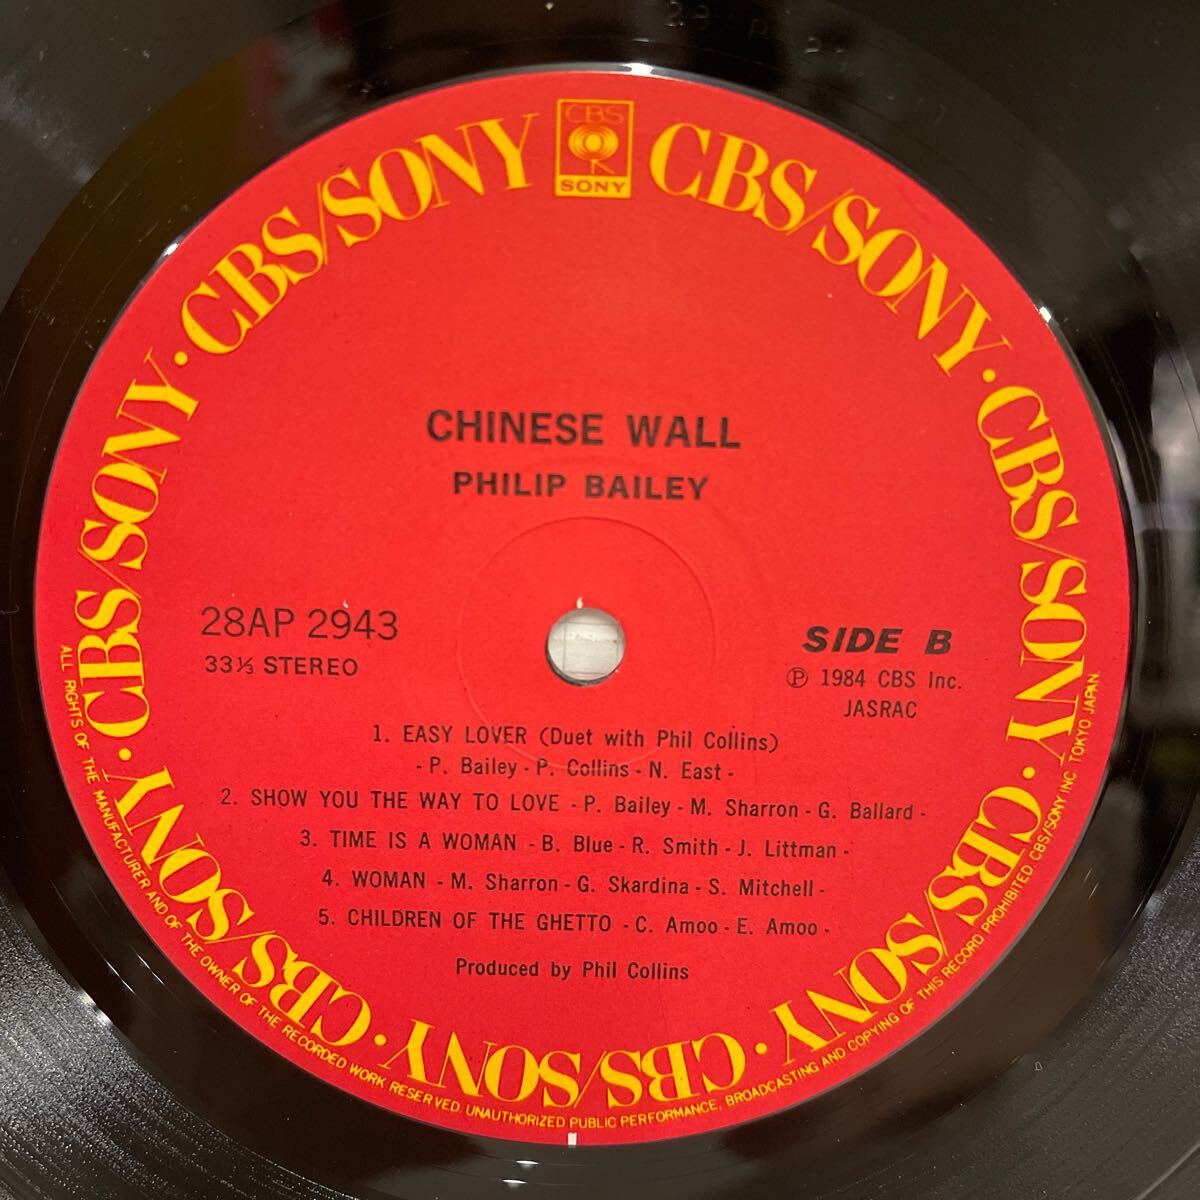 CBS
SONY
CBS/SONY · CBS/SONY · CBS/SONY · CBS/SONY · CBS/SONY · CBS/SONY · CBS/SONY · CBS/SONY
CHINESE WALL
PHILIP BAILEY
28AP 2943
33⅓ STEREO
SIDE B
Ⓟ 1984 CBS Inc.
JASRAC
1. EASY LOVER (Duet with Phil Collins)
- P. Bailey - P. Collins - N. East -
2. SHOW YOU THE WAY TO LOVE - P. Bailey - M. Sharron - G. Ballard -
3. TIME IS A WOMAN - B. Blue - R. Smith - J. Littman -
4. WOMAN - M. Sharron - G. Skardina - S. Mitchell -
5. CHILDREN OF THE GHETTO - C. Amoo - E. Amoo -
Produced by Phil Collins
ALL RIGHTS OF THE MANUFACTURER AND OF THE OWNER OF THE RECORDED WORK RESERVED. UNAUTHORIZED PUBLIC PERFORMANCE, BROADCASTING AND COPYING OF THIS RECORD PROHIBITED. CBS/SONY INC. TOKYO JAPAN.